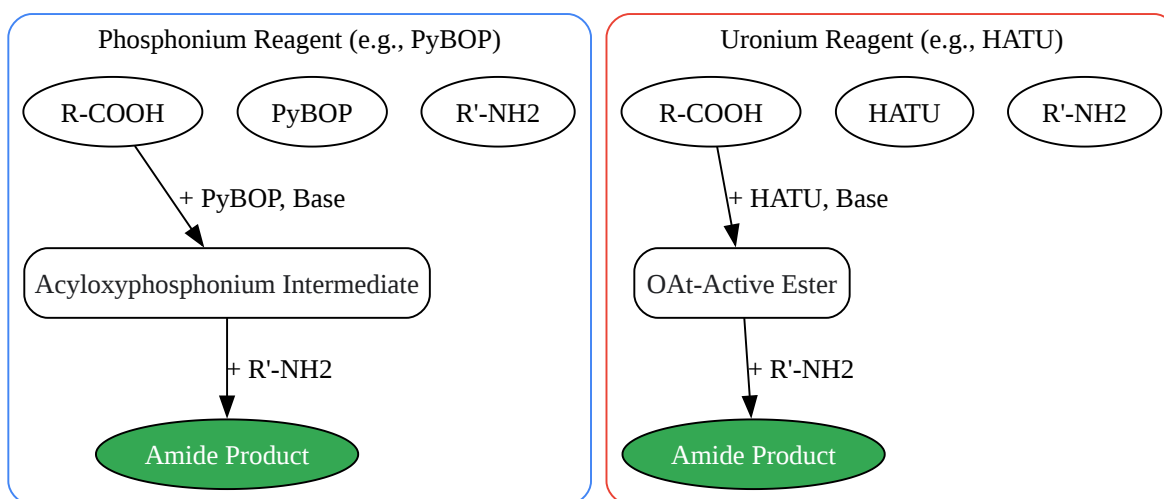 Phosphonium Reagent (e.g., PyBOP)
R-COOH
PyBOP
R'-NH2
+ PyBOP, Base
Acyloxyphosphonium Intermediate
+ R'-NH2
Amide Product
Uronium Reagent (e.g., HATU)
R-COOH
HATU
R'-NH2
+ HATU, Base
OAt-Active Ester
+ R'-NH2
Amide Product